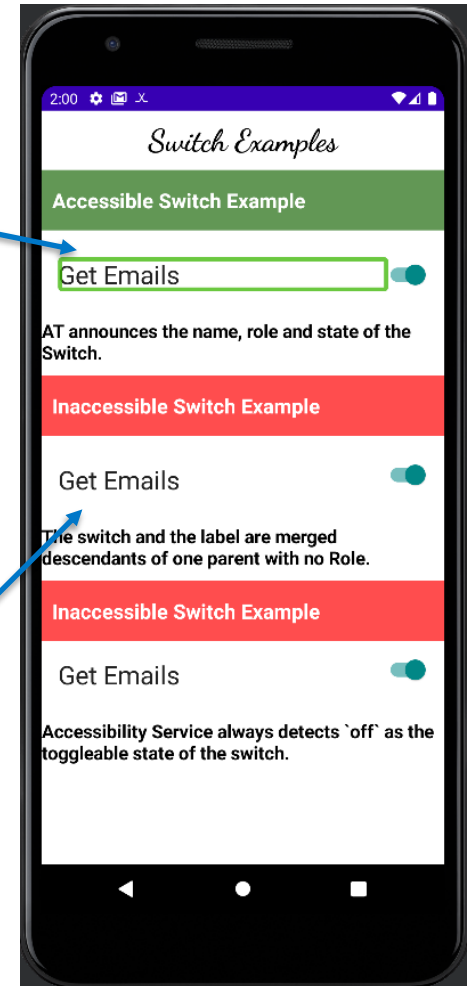 2:00
Switch Examples
Accessible Switch Example
Get Emails
AT announces the name, role and state of the
Switch.
Inaccessible Switch Example
Get Emails
The switch and the label are merged
descendants of one parent with no Role.
Inaccessible Switch Example
Get Emails
Accessibility Service always detects `off` as the
toggleable state of the switch.